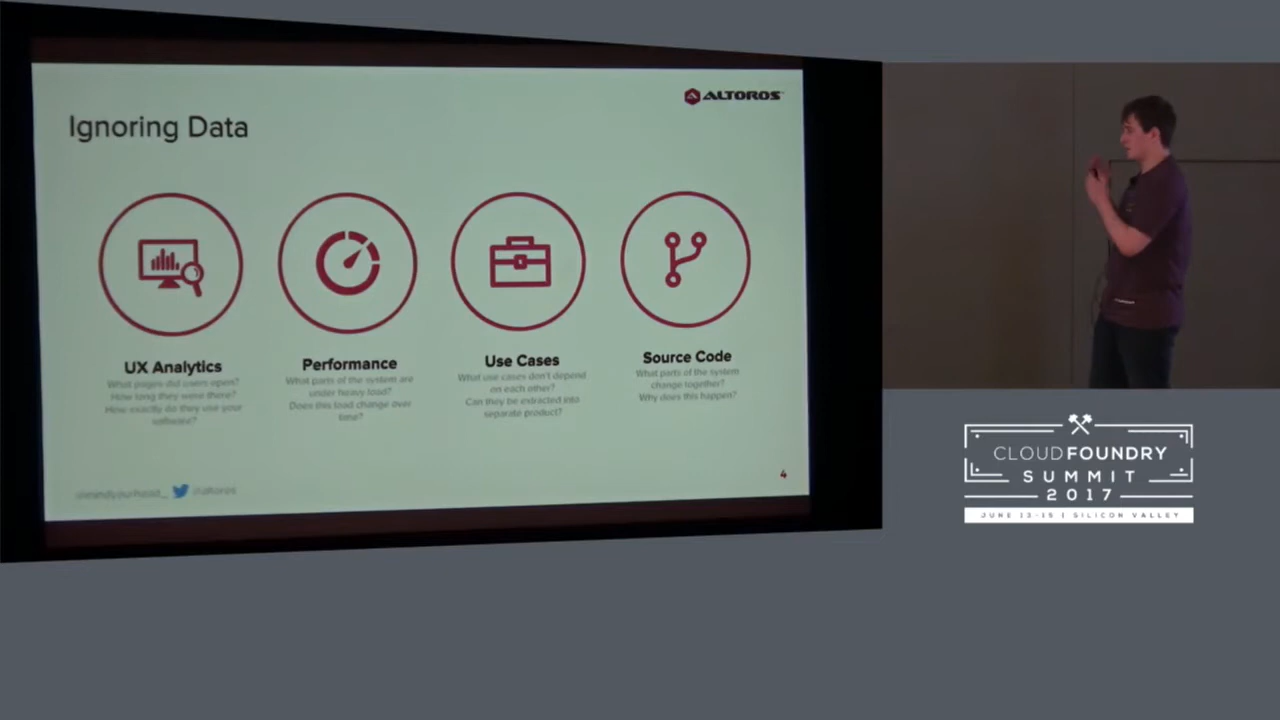 ALTOROS
Ignoring Data
UX Analytics
What pages did users open?
How long they were there?
How exactly do they use your
software?
Performance
What parts of the system are
under heavy load?
Does this load change over
time?
Use Cases
What use cases don't depend
on each other?
Can they be extracted into
separate product?
Source Code
What parts of the system
change together?
Why does this happen?
4
@altoros
CLOUD FOUNDRY
SUMMIT
2017
JUNE 13-15 | SILICON VALLEY